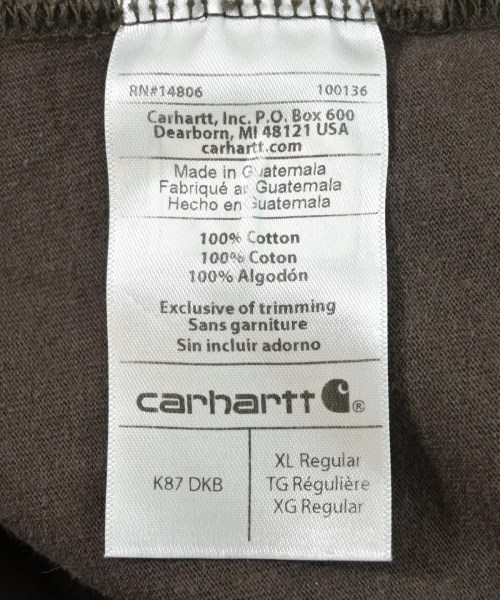 RN#14806 100136
Carhartt, Inc. P.O. Box 600
Dearborn, MI 48121 USA
carhartt.com
Made in Guatemala
Fabriqué au Guatemala
Hecho en Guatemala
100% Cotton
100% Coton
100% Algodón
Exclusive of trimming
Sans garniture
Sin incluir adorno
carhartt ®
K87 DKB
XL Regular
TG Régulière
XG Regular